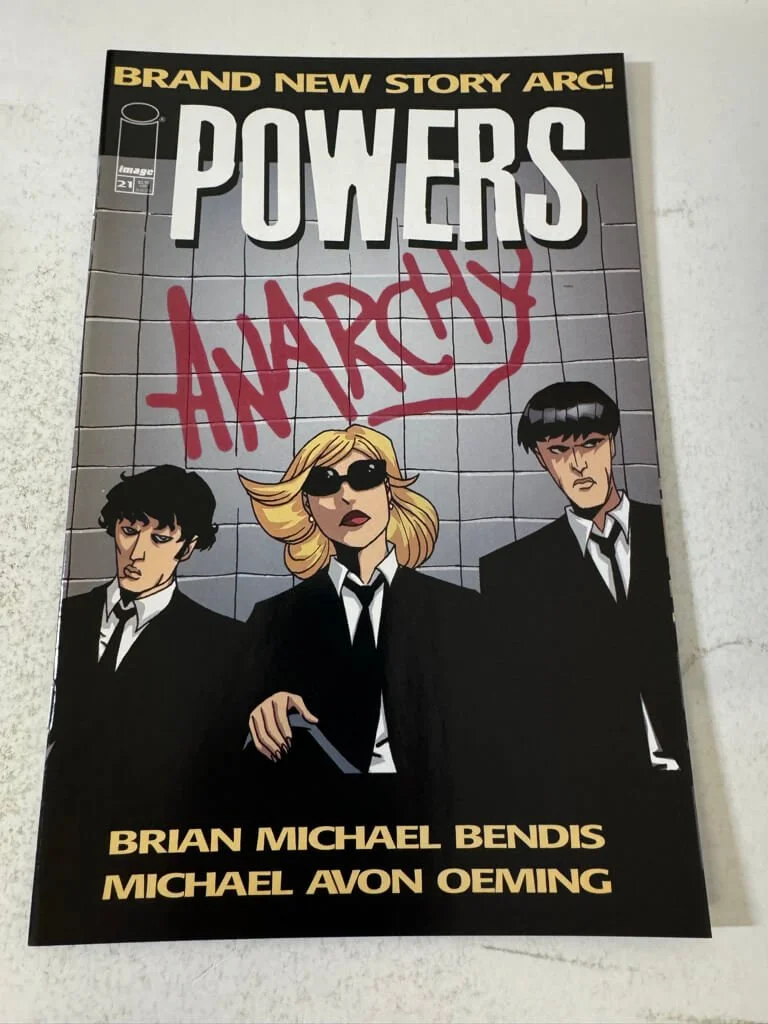 BRAND NEW STORY ARC!
POWERS
image
21
ANARCHY
BRIAN MICHAEL BENDIS
MICHAEL AVON OEMING